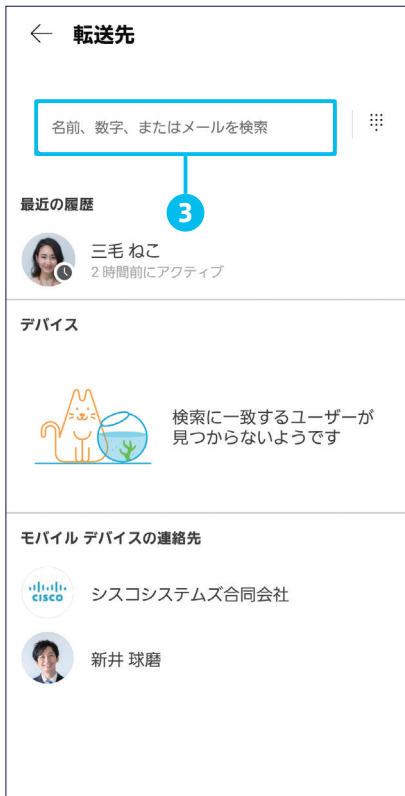 転送先
名前、数字、またはメールを検索
3
最近の履歴
三毛 ねこ
2 時間前にアクティブ
デバイス
検索に一致するユーザーが
見つからないようです
モバイル デバイスの連絡先
CISCO
シスコシステムズ合同会社
新井 球磨